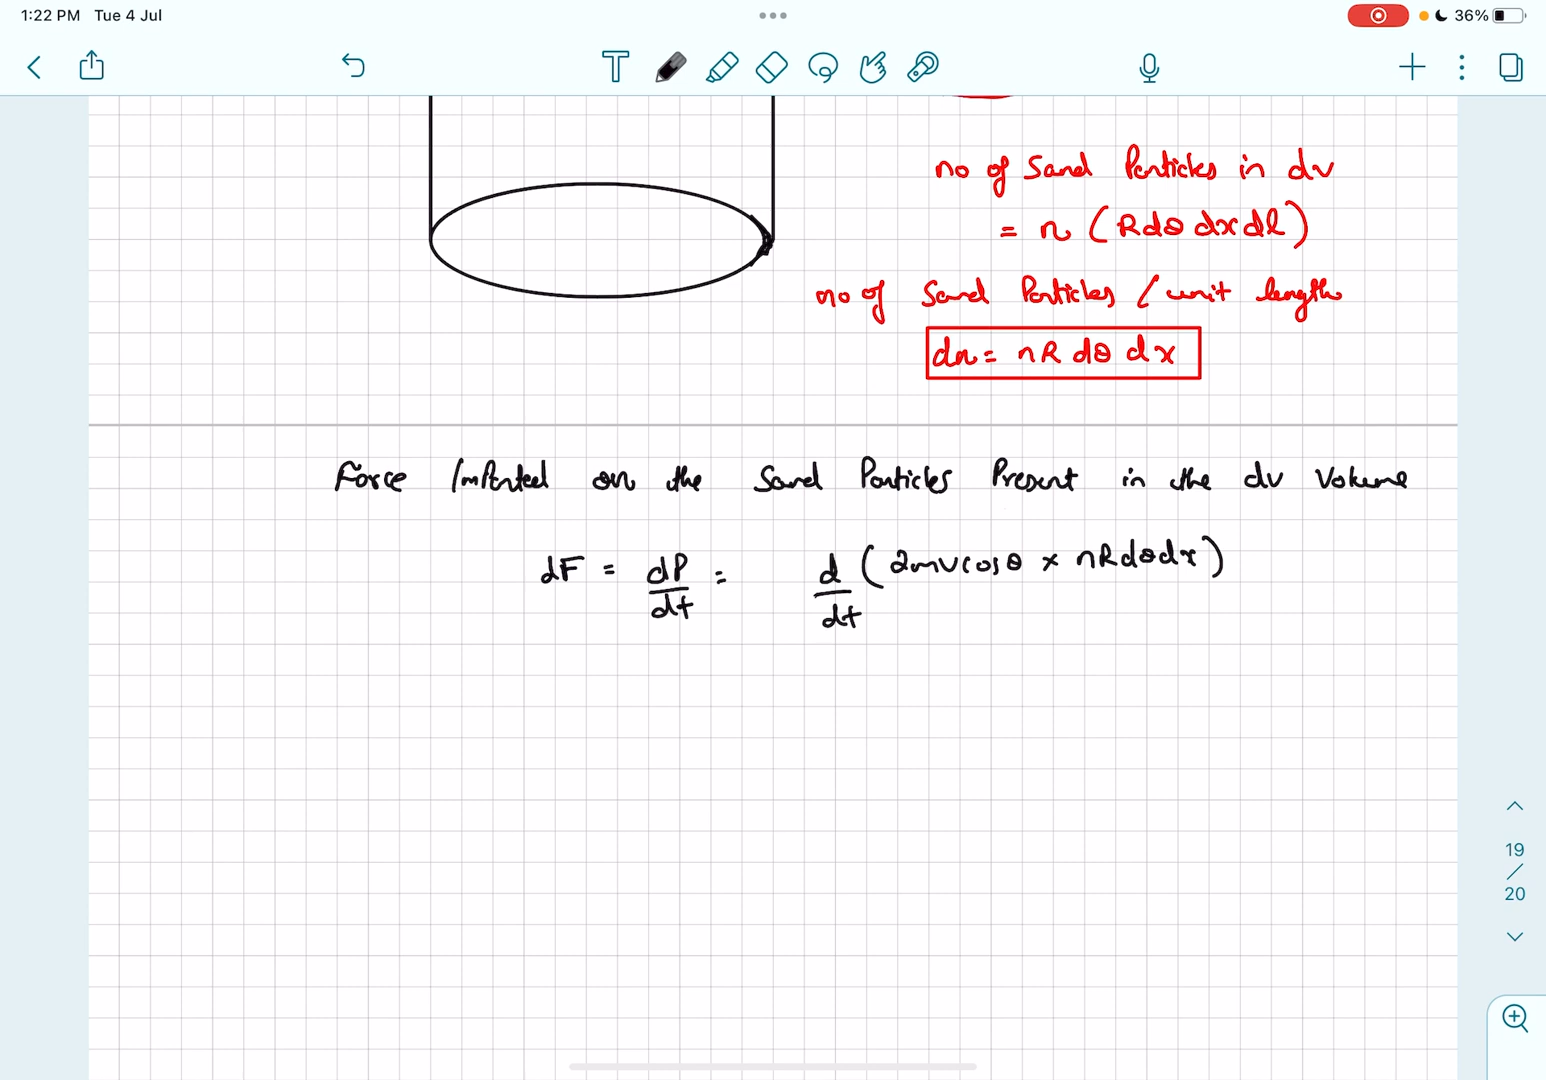 1:22 PM Tue 4 Jul
36%
no of Sand Particles in dv
= n (Rdθ dx dl)
no of Sand Particles / unit length
dn = nR dθ dx
Force Imparted on the Sand Particles Present in the dv Volume
dF = dP/dt = d/dt (2mvcosθ × nRdθdx)
19
/
20